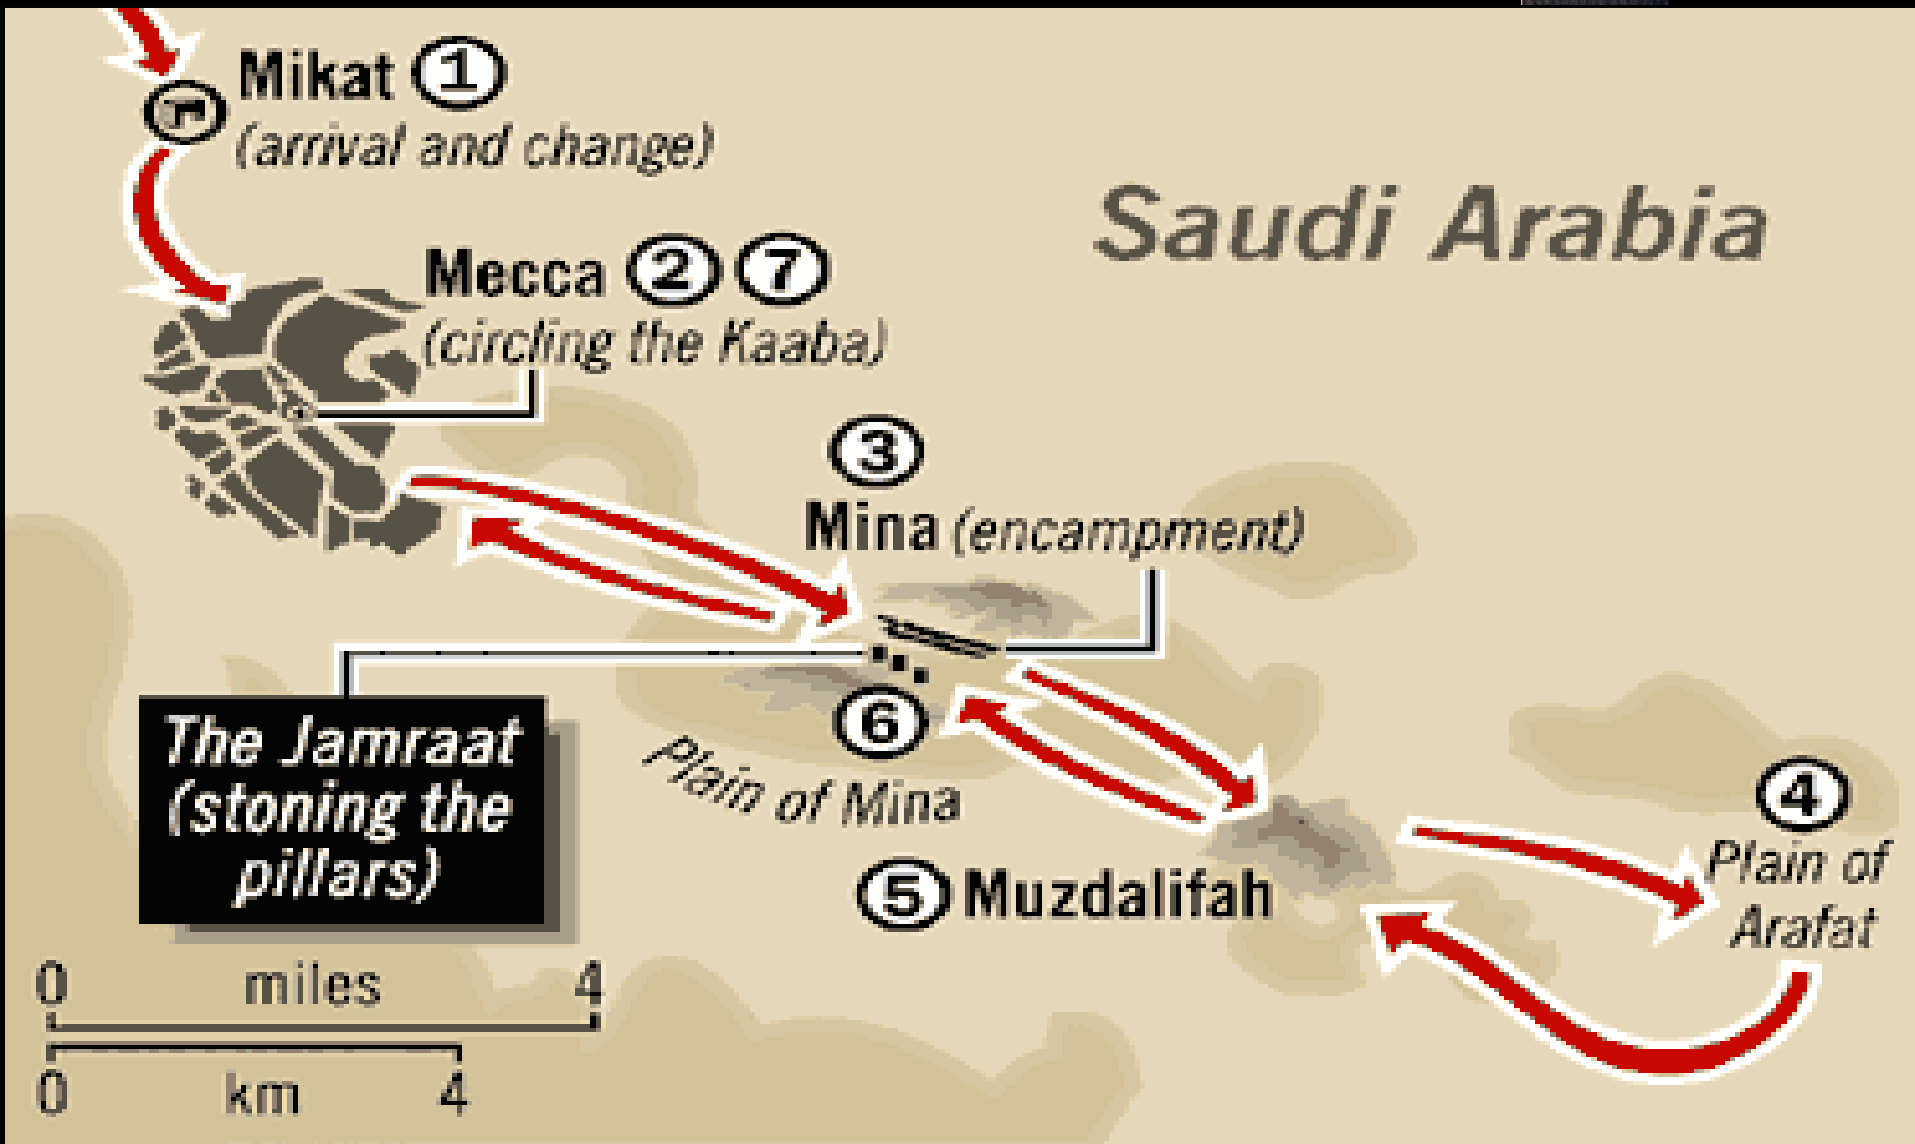 Mikat 1
(arrival and change)
Saudi Arabia
Mecca 2 7
(circling the Kaaba)
3
Mina (encampment)
The Jamraat
(stoning the
pillars)
6
Plain of Mina
4
Plain of
Arafat
5 Muzdalifah
0 miles 4
0 km 4